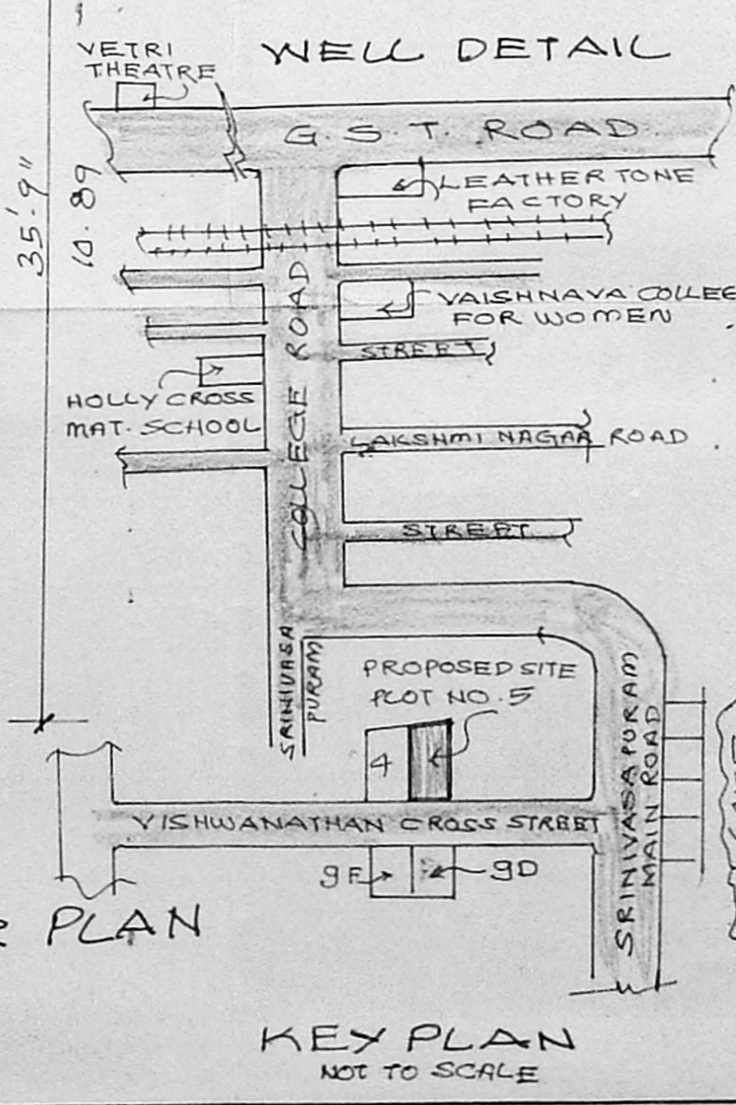 WELL DETAIL
VETRI
THEATRE
G. S. T. ROAD
LEATHER TONE
FACTORY
35'-9"
10.89
VAISHNAVA COLLEG
FOR WOMEN
COLLEGE ROAD
STREET
HOLLY CROSS
MAT. SCHOOL
LAKSHMI NAGAR ROAD
STREET
SRINIVASA
PURAM
PROPOSED SITE
PLOT NO. 5
4
SRINIVASA PURAM
MAIN ROAD
VISHWANATHAN CROSS STREET
9E
9D
PLAN
KEY PLAN
NOT TO SCALE